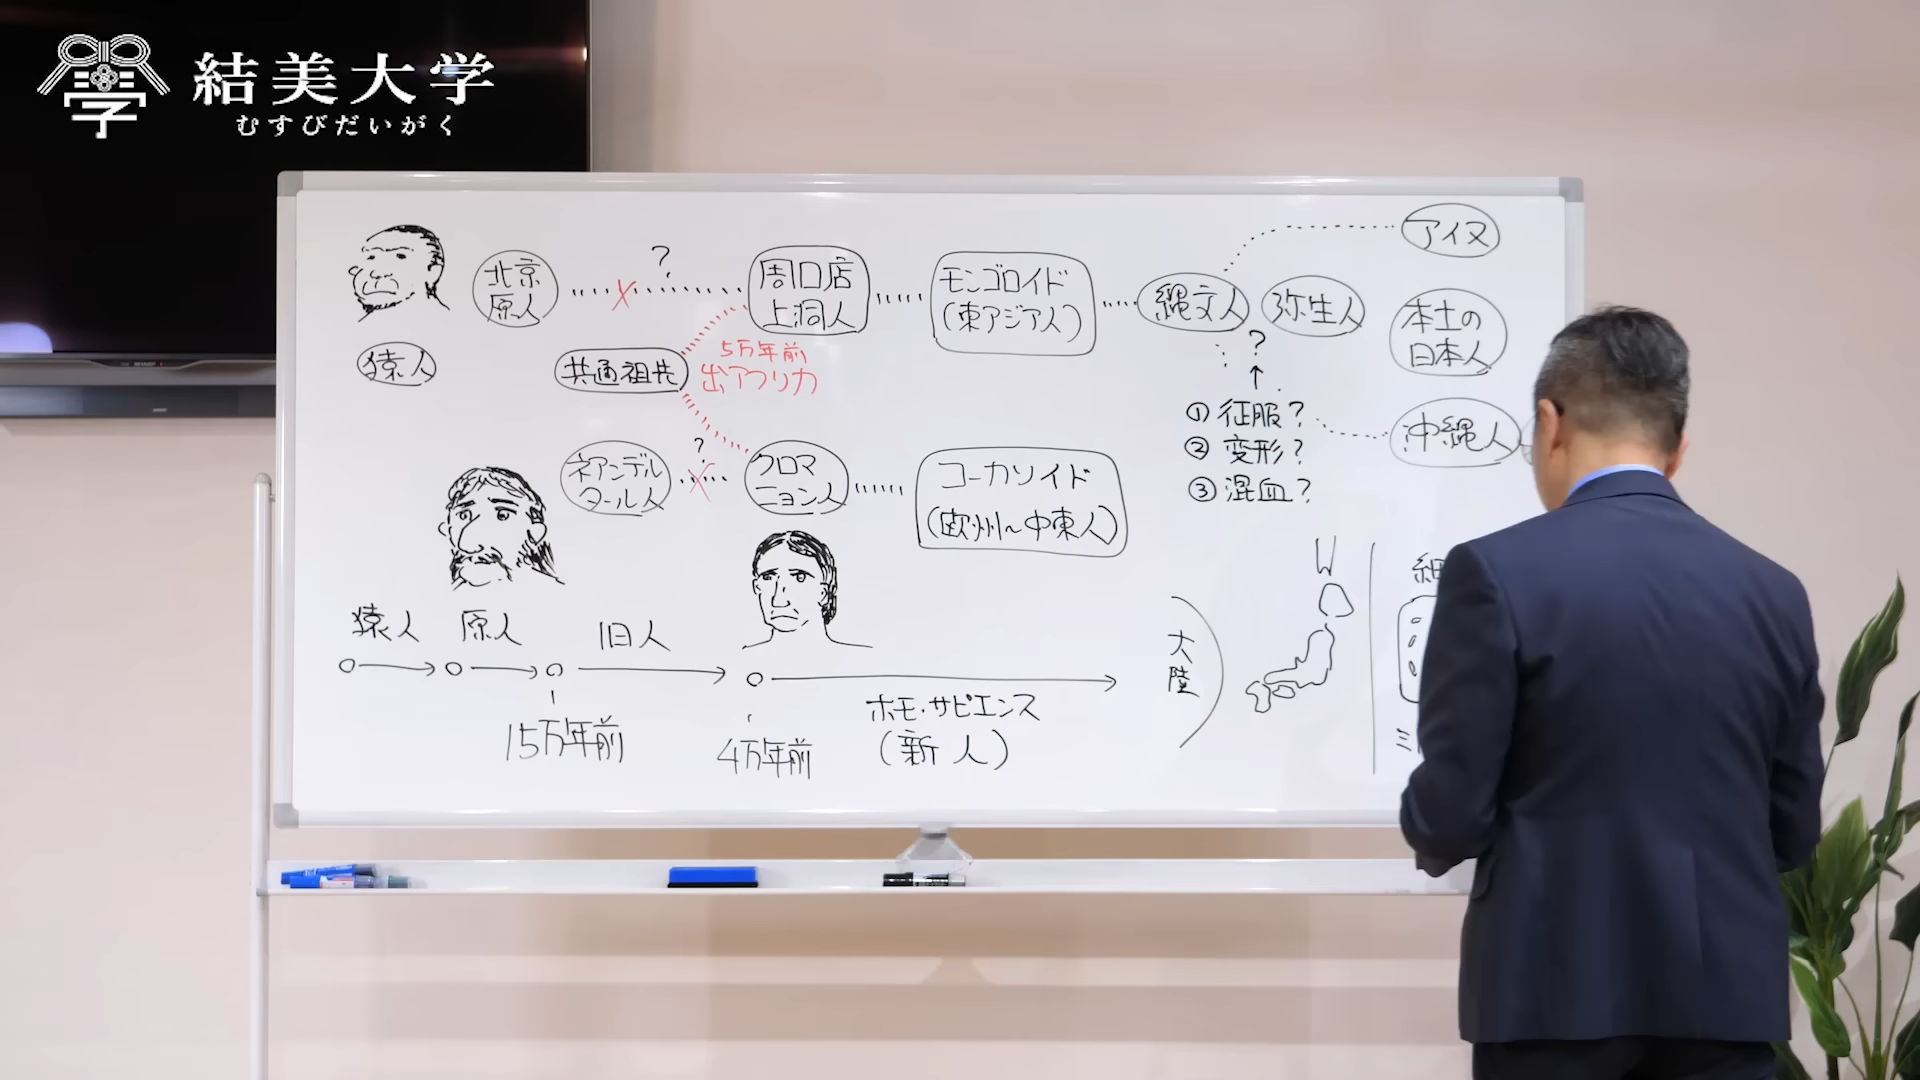 結美大学
むすびだいがく
北京
原人
?
周口店
上洞人
モンゴロイド
(東アジア人)
縄文人
弥生人
アイヌ
本土の
日本人
沖縄人
猿人
共通祖先
5万年前
出アフリカ
?
↑
① 征服?
② 変形?
③ 混血?
ネアンデル
タール人
?
クロマ
ニョン人
コーカソイド
(欧州~中東人)
猿人
原人
旧人
15万年前
4万年前
ホモ・サピエンス
(新人)
大陸
細
ミ